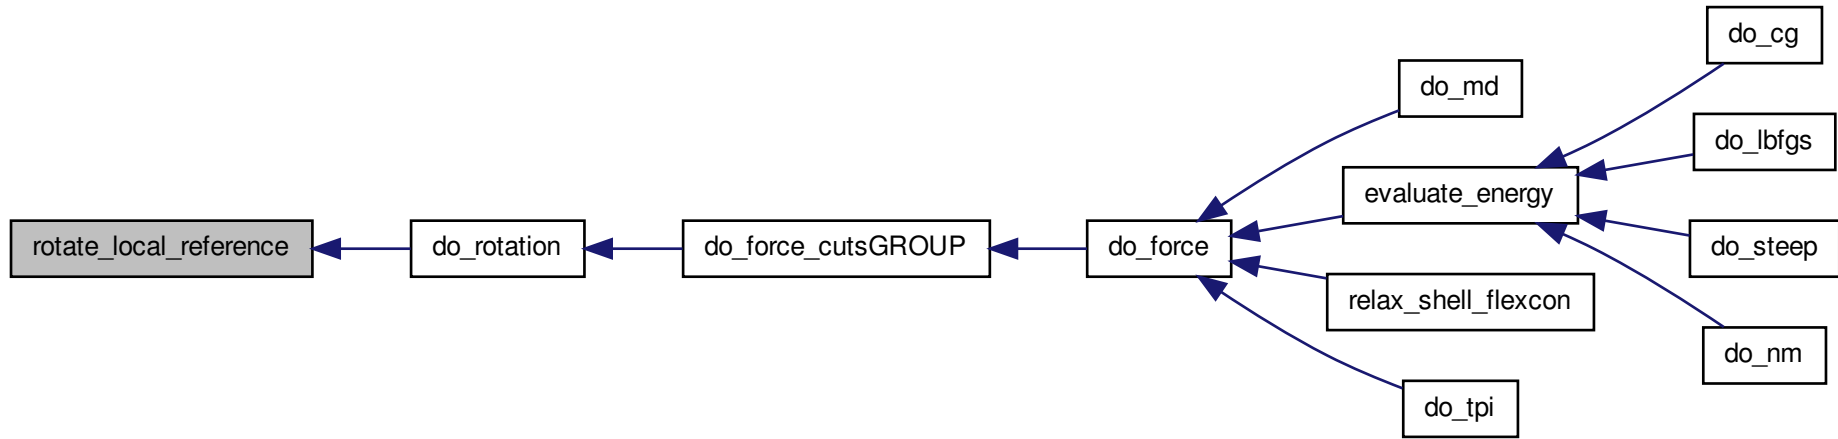 rotate_local_reference
do_rotation
do_force_cutsGROUP
do_force
do_md
evaluate_energy
relax_shell_flexcon
do_tpi
do_cg
do_lbfgs
do_steep
do_nm